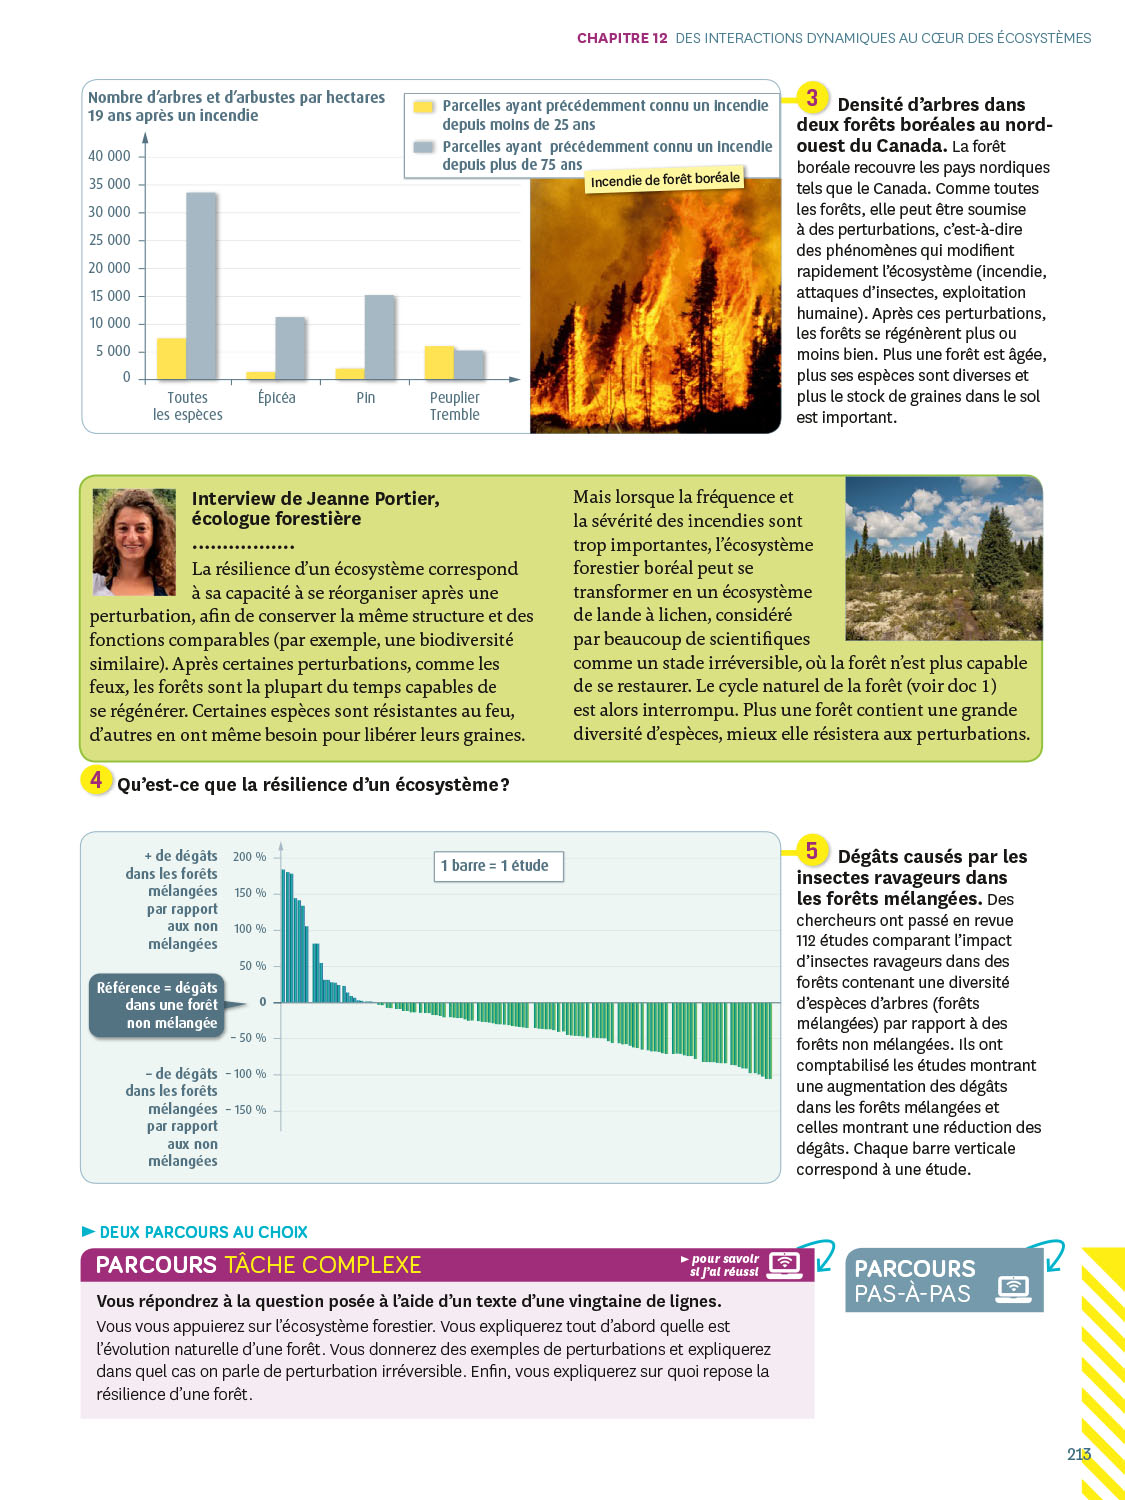 CHAPITRE 12 DES INTERACTIONS DYNAMIQUES AU CŒUR DES ÉCOSYSTÈMES
Nombre d'arbres et d'arbustes par hectares
19 ans après un incendie
Parcelles ayant précédemment connu un incendie
depuis moins de 25 ans
Parcelles ayant précédemment connu un incendie
depuis plus de 75 ans
Incendie de forêt boréale
40 000
35 000
30 000
25 000
20 000
15 000
10 000
5 000
0
Toutes
les espèces
Épicéa
Pin
Peuplier
Tremble
3 Densité d'arbres dans
deux forêts boréales au nord-
ouest du Canada. La forêt
boréale recouvre les pays nordiques
tels que le Canada. Comme toutes
les forêts, elle peut être soumise
à des perturbations, c'est-à-dire
des phénomènes qui modifient
rapidement l'écosystème (incendie,
attaques d'insectes, exploitation
humaine). Après ces perturbations,
les forêts se régénèrent plus ou
moins bien. Plus une forêt est âgée,
plus ses espèces sont diverses et
plus le stock de graines dans le sol
est important.
Interview de Jeanne Portier,
écologue forestière
.................
La résilience d'un écosystème correspond
à sa capacité à se réorganiser après une
perturbation, afin de conserver la même structure et des
fonctions comparables (par exemple, une biodiversité
similaire). Après certaines perturbations, comme les
feux, les forêts sont la plupart du temps capables de
se régénérer. Certaines espèces sont résistantes au feu,
d'autres en ont même besoin pour libérer leurs graines.
Mais lorsque la fréquence et
la sévérité des incendies sont
trop importantes, l'écosystème
forestier boréal peut se
transformer en un écosystème
de lande à lichen, considéré
par beaucoup de scientifiques
comme un stade irréversible, où la forêt n'est plus capable
de se restaurer. Le cycle naturel de la forêt (voir doc 1)
est alors interrompu. Plus une forêt contient une grande
diversité d'espèces, mieux elle résistera aux perturbations.
4 Qu'est-ce que la résilience d'un écosystème ?
+ de dégâts
dans les forêts
mélangées
par rapport
aux non
mélangées
Référence = dégâts
dans une forêt
non mélangée
– de dégâts
dans les forêts
mélangées
par rapport
aux non
mélangées
200 %
150 %
100 %
50 %
0
– 50 %
– 100 %
– 150 %
1 barre = 1 étude
5 Dégâts causés par les
insectes ravageurs dans
les forêts mélangées. Des
chercheurs ont passé en revue
112 études comparant l'impact
d'insectes ravageurs dans des
forêts contenant une diversité
d'espèces d'arbres (forêts
mélangées) par rapport à des
forêts non mélangées. Ils ont
comptabilisé les études montrant
une augmentation des dégâts
dans les forêts mélangées et
celles montrant une réduction des
dégâts. Chaque barre verticale
correspond à une étude.
► DEUX PARCOURS AU CHOIX
PARCOURS TÂCHE COMPLEXE
► pour savoir
si j'ai réussi
Vous répondrez à la question posée à l'aide d'un texte d'une vingtaine de lignes.
Vous vous appuierez sur l'écosystème forestier. Vous expliquerez tout d'abord quelle est
l'évolution naturelle d'une forêt. Vous donnerez des exemples de perturbations et expliquerez
dans quel cas on parle de perturbation irréversible. Enfin, vous expliquerez sur quoi repose la
résilience d'une forêt.
PARCOURS
PAS-À-PAS
213